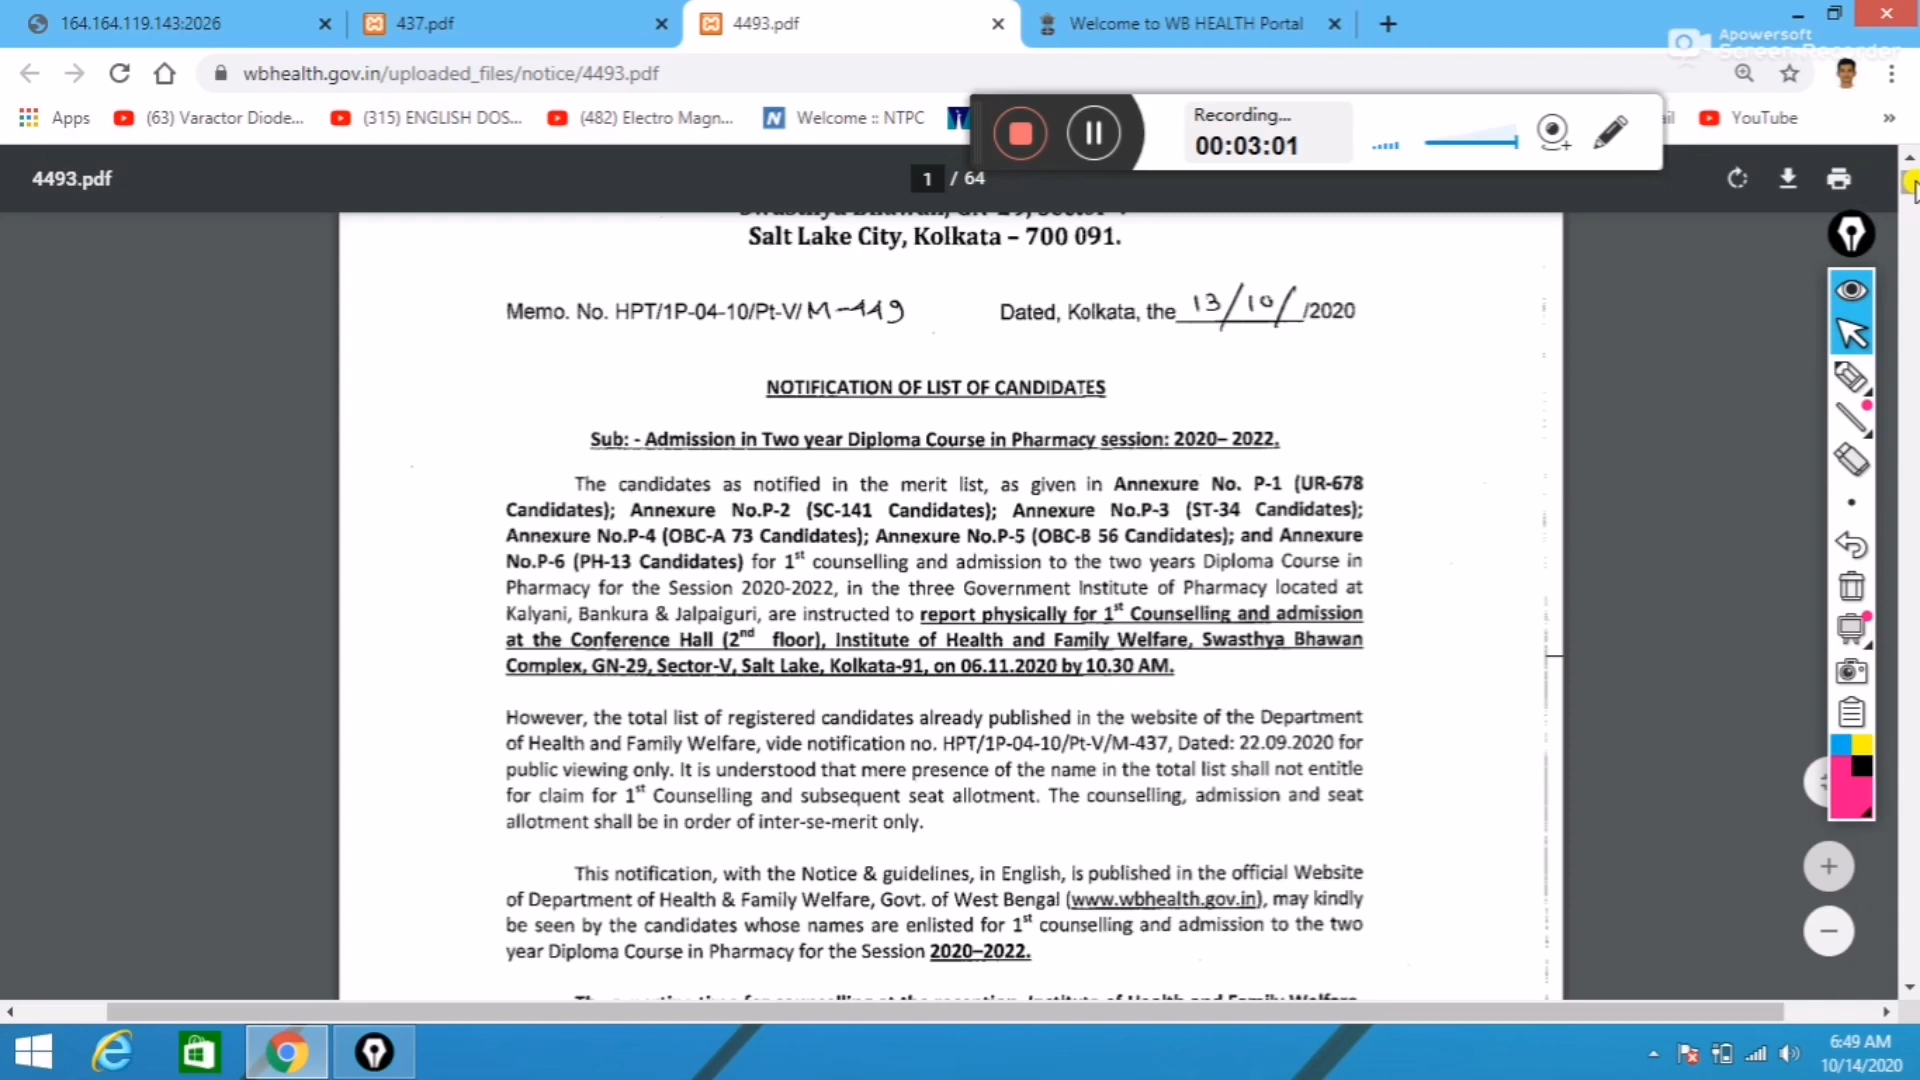 164.164.119.143:2026
437.pdf
4493.pdf
Welcome to WB HEALTH Portal
Apowersoft
Screen Recorder
wbhealth.gov.in/uploaded_files/notice/4493.pdf
Apps
(63) Varactor Diode...
(315) ENGLISH DOS...
(482) Electro Magn...
Welcome :: NTPC
YouTube
»
Recording...
00:03:01
4493.pdf
1 / 64
Salt Lake City, Kolkata – 700 091.
Memo. No. HPT/1P-04-10/Pt-V/ M-449
Dated, Kolkata, the 13/10/ /2020
NOTIFICATION OF LIST OF CANDIDATES
Sub: - Admission in Two year Diploma Course in Pharmacy session: 2020– 2022.
The candidates as notified in the merit list, as given in Annexure No. P-1 (UR-678
Candidates); Annexure No.P-2 (SC-141 Candidates); Annexure No.P-3 (ST-34 Candidates);
Annexure No.P-4 (OBC-A 73 Candidates); Annexure No.P-5 (OBC-B 56 Candidates); and Annexure
No.P-6 (PH-13 Candidates) for 1st counselling and admission to the two years Diploma Course in
Pharmacy for the Session 2020-2022, in the three Government Institute of Pharmacy located at
Kalyani, Bankura & Jalpaiguri, are instructed to report physically for 1st Counselling and admission
at the Conference Hall (2nd floor), Institute of Health and Family Welfare, Swasthya Bhawan
Complex, GN-29, Sector-V, Salt Lake, Kolkata-91, on 06.11.2020 by 10.30 AM.
However, the total list of registered candidates already published in the website of the Department
of Health and Family Welfare, vide notification no. HPT/1P-04-10/Pt-V/M-437, Dated: 22.09.2020 for
public viewing only. It is understood that mere presence of the name in the total list shall not entitle
for claim for 1st Counselling and subsequent seat allotment. The counselling, admission and seat
allotment shall be in order of inter-se-merit only.
This notification, with the Notice & guidelines, in English, is published in the official Website
of Department of Health & Family Welfare, Govt. of West Bengal (www.wbhealth.gov.in), may kindly
be seen by the candidates whose names are enlisted for 1st counselling and admission to the two
year Diploma Course in Pharmacy for the Session 2020–2022.
6:49 AM
10/14/2020